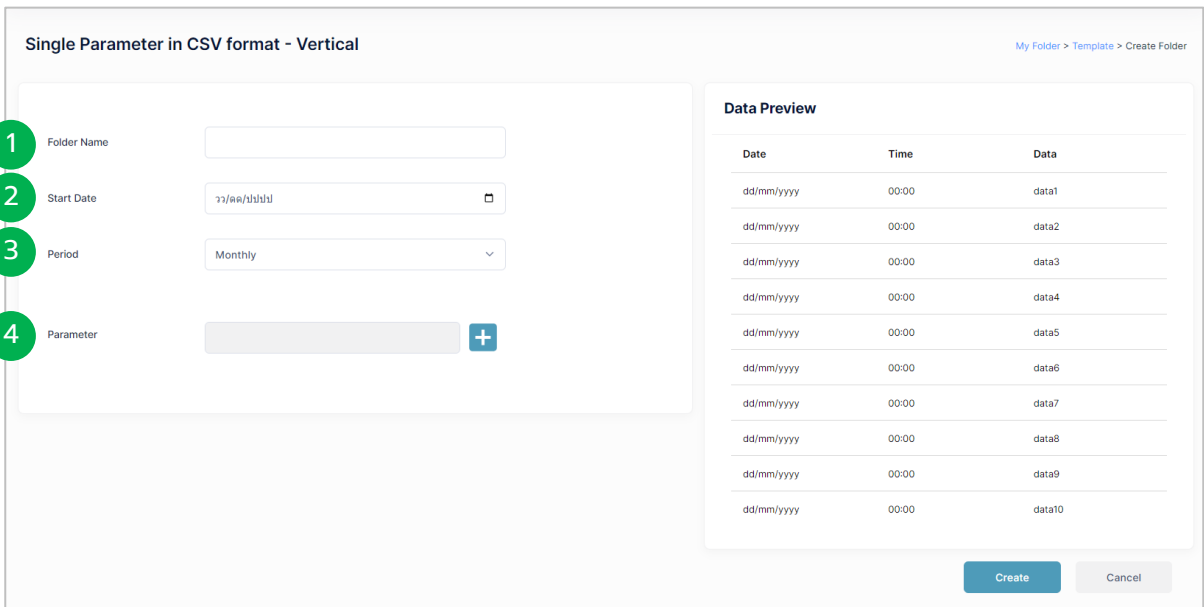 Single Parameter in CSV format - Vertical
My Folder > Template > Create Folder
1 Folder Name
2 Start Date วว/ดด/ปปปป
3 Period Monthly
4 Parameter
Data Preview
Date Time Data
dd/mm/yyyy 00:00 data1
dd/mm/yyyy 00:00 data2
dd/mm/yyyy 00:00 data3
dd/mm/yyyy 00:00 data4
dd/mm/yyyy 00:00 data5
dd/mm/yyyy 00:00 data6
dd/mm/yyyy 00:00 data7
dd/mm/yyyy 00:00 data8
dd/mm/yyyy 00:00 data9
dd/mm/yyyy 00:00 data10
Create Cancel